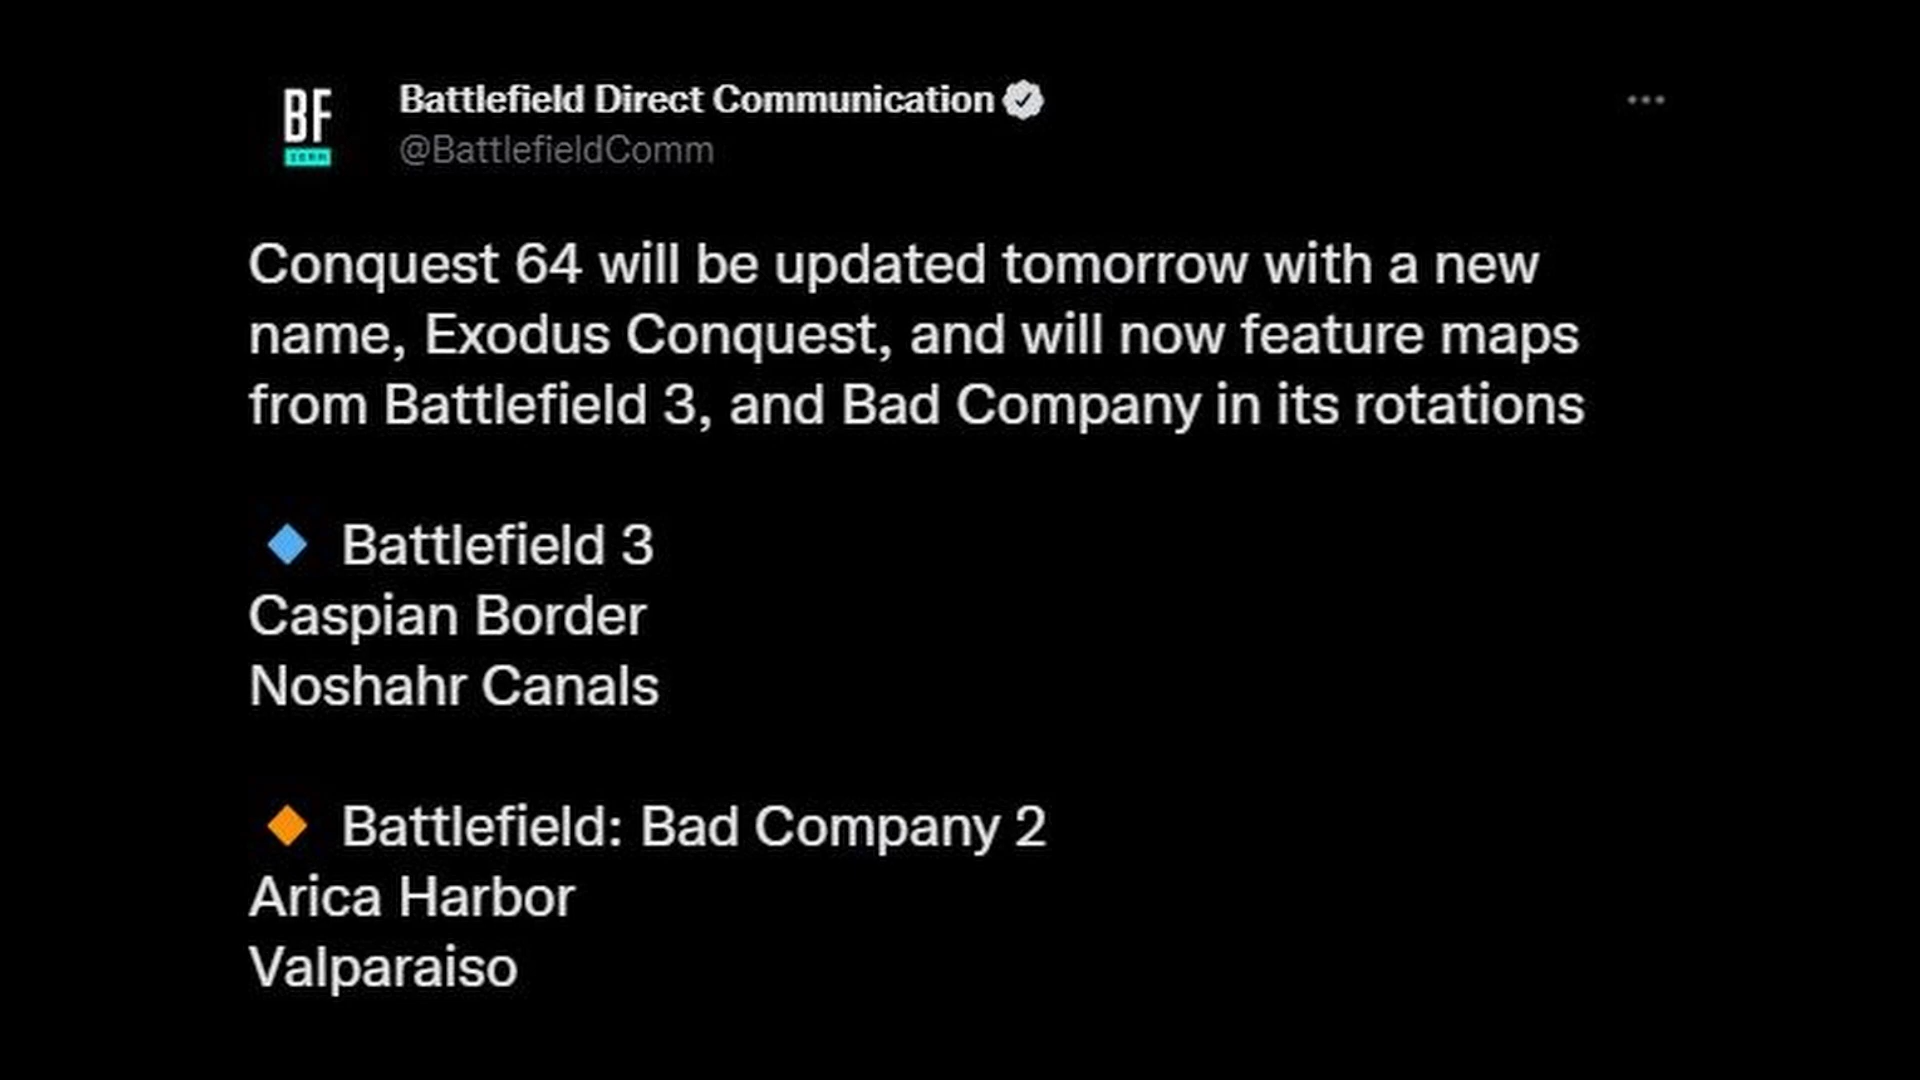 BF
COMM
Battlefield Direct Communication
@BattlefieldComm
Conquest 64 will be updated tomorrow with a new
name, Exodus Conquest, and will now feature maps
from Battlefield 3, and Bad Company in its rotations
🔹 Battlefield 3
Caspian Border
Noshahr Canals
🔸 Battlefield: Bad Company 2
Arica Harbor
Valparaiso